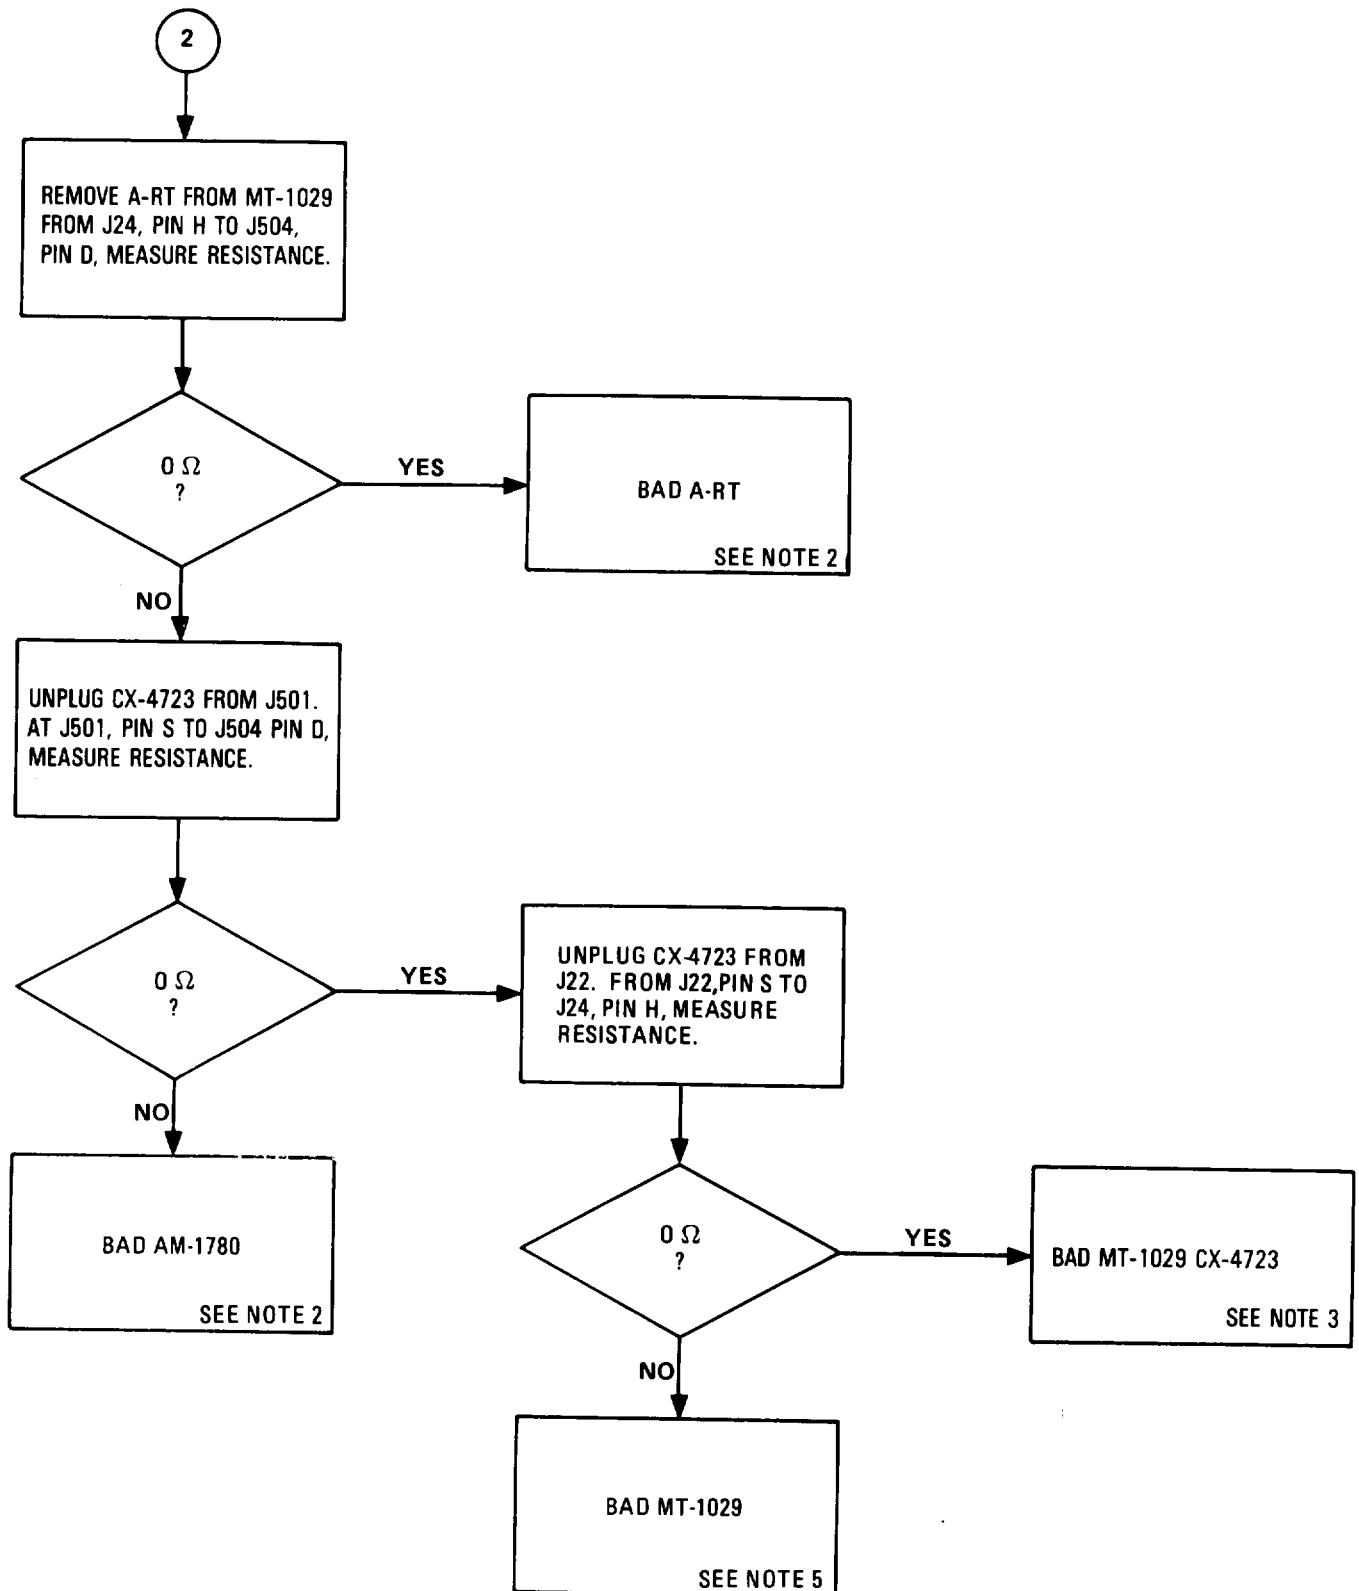 2
REMOVE A-RT FROM MT-1029
FROM J24, PIN H TO J504,
PIN D, MEASURE RESISTANCE.
0 Ω
?
YES
BAD A-RT
SEE NOTE 2
NO
UNPLUG CX-4723 FROM J501.
AT J501, PIN S TO J504 PIN D,
MEASURE RESISTANCE.
0 Ω
?
YES
UNPLUG CX-4723 FROM
J22. FROM J22,PIN S TO
J24, PIN H, MEASURE
RESISTANCE.
NO
BAD AM-1780
SEE NOTE 2
0 Ω
?
YES
BAD MT-1029 CX-4723
SEE NOTE 3
NO
BAD MT-1029
SEE NOTE 5